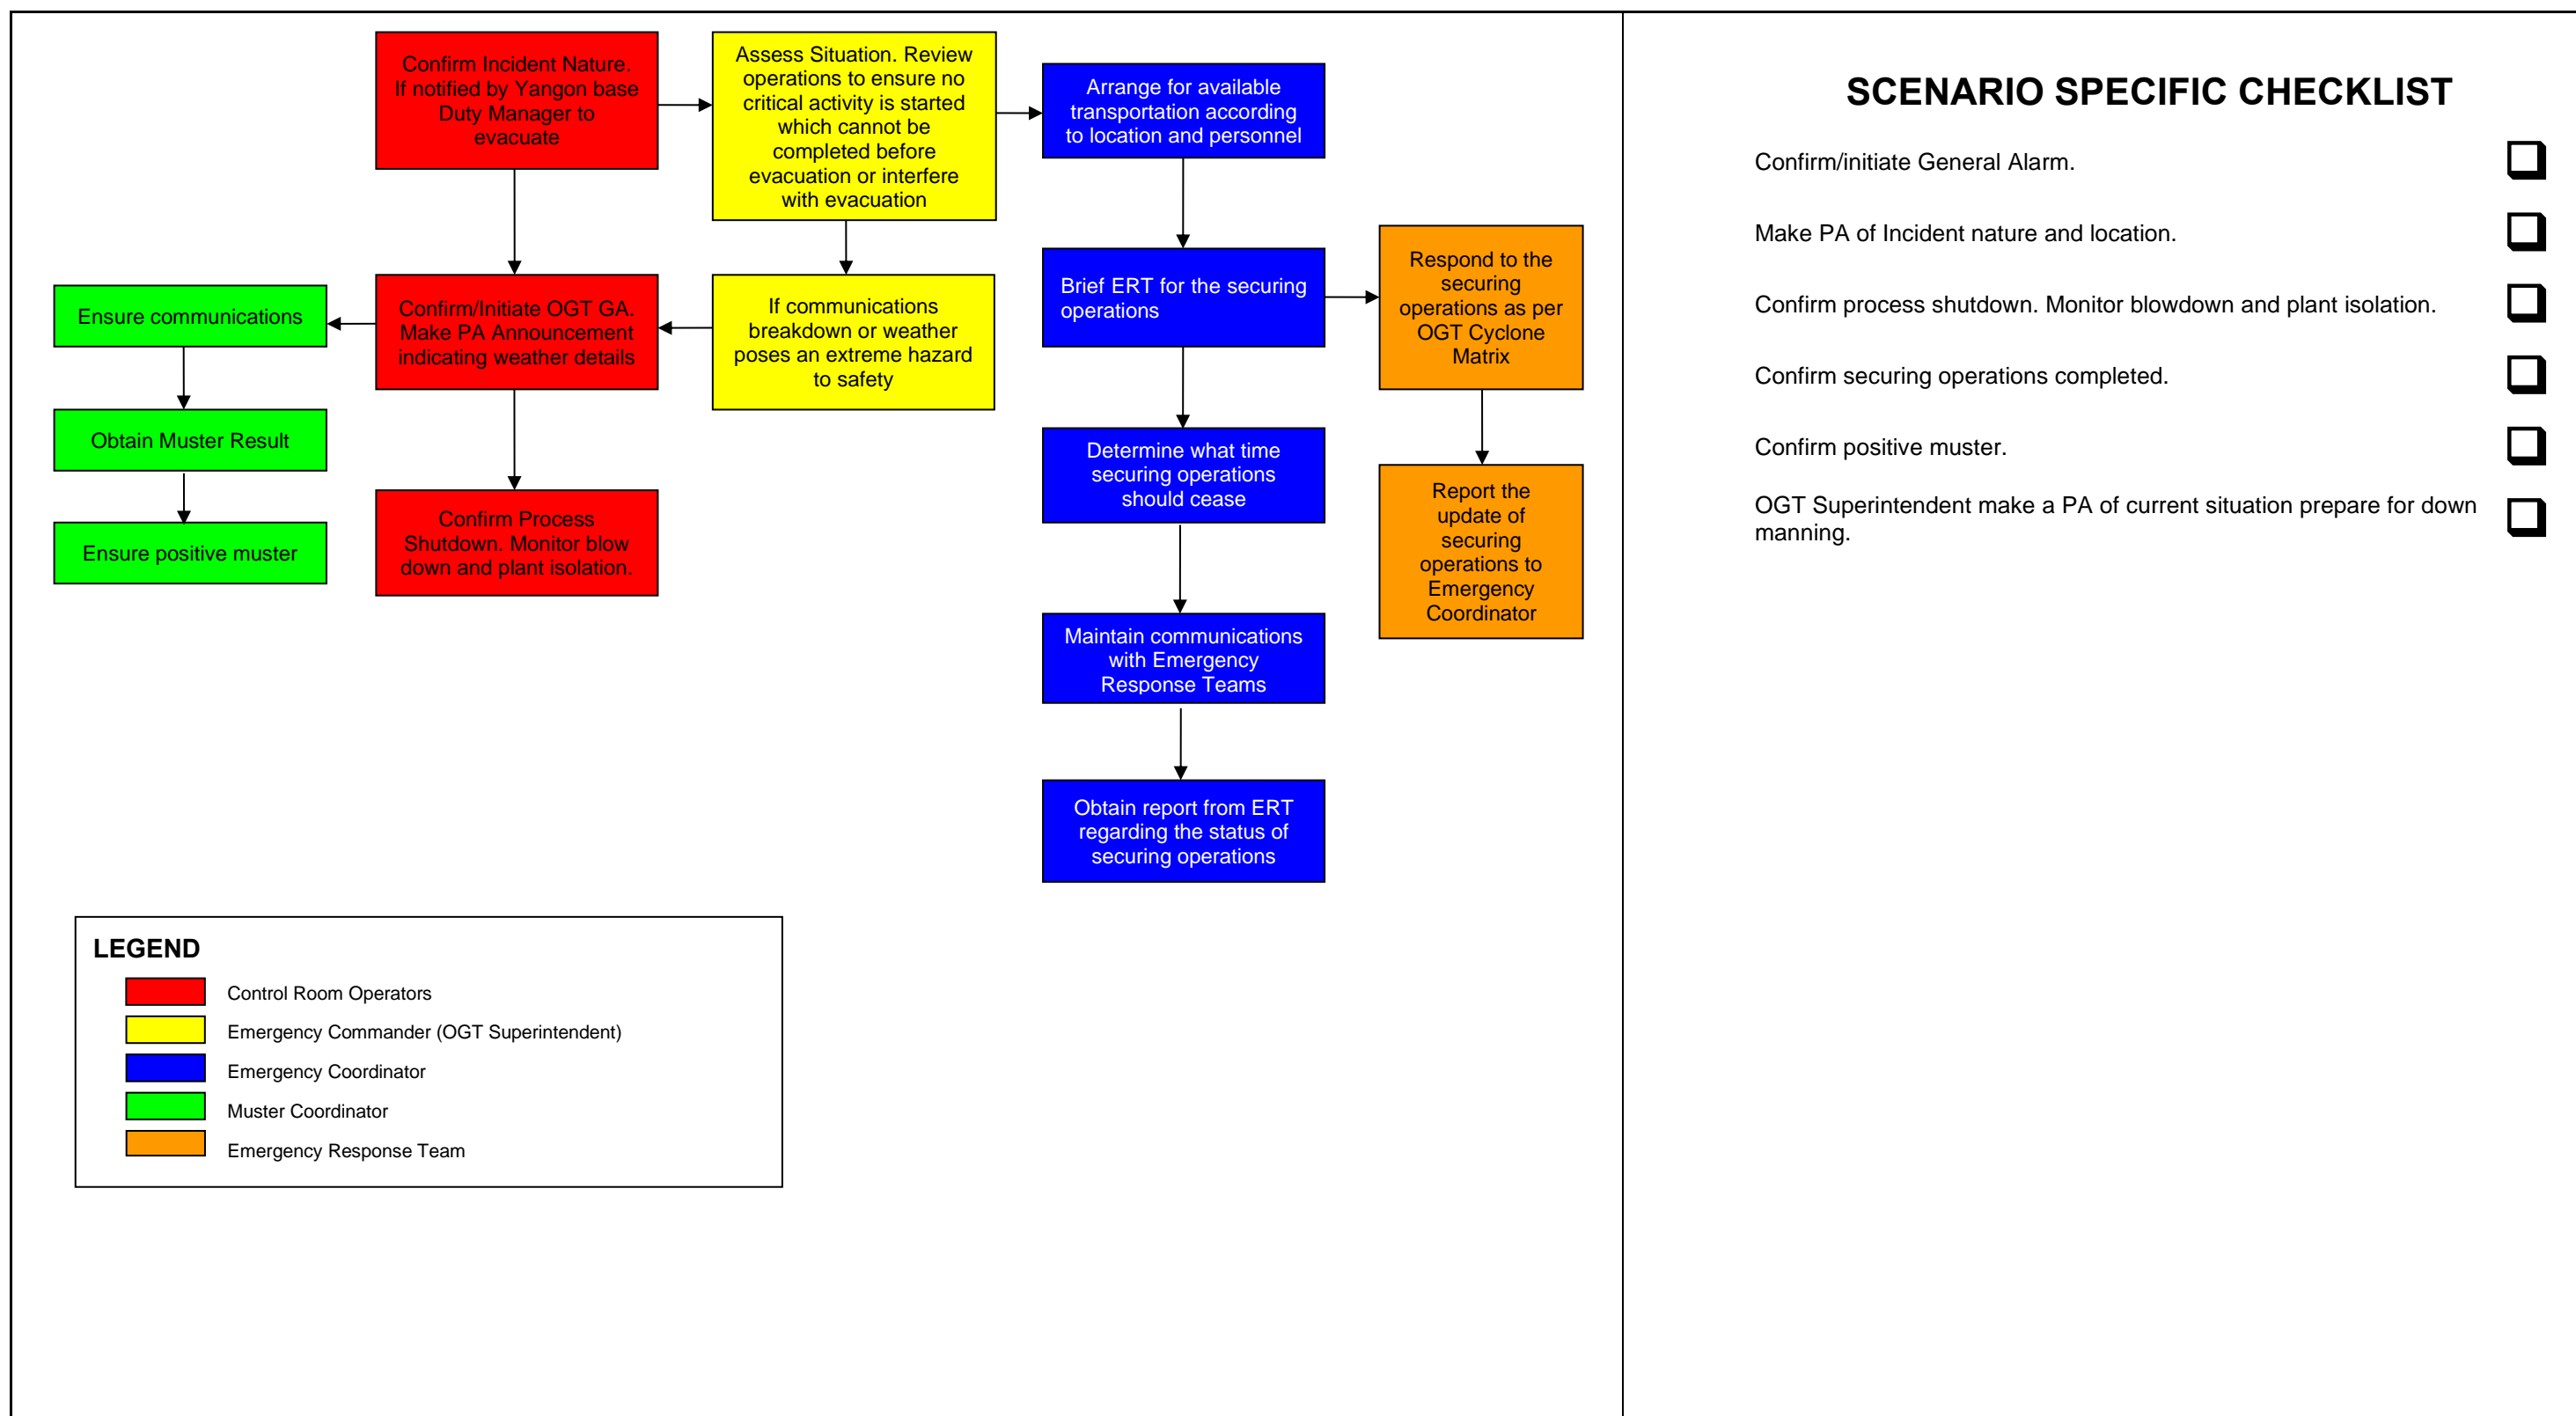 Confirm Incident Nature.
If notified by Yangon base
Duty Manager to
evacuate
Assess Situation. Review
operations to ensure no
critical activity is started
which cannot be
completed before
evacuation or interfere
with evacuation
Arrange for available
transportation according
to location and personnel
Ensure communications
Confirm/Initiate OGT GA.
Make PA Announcement
indicating weather details
If communications
breakdown or weather
poses an extreme hazard
to safety
Brief ERT for the securing
operations
Respond to the
securing
operations as per
OGT Cyclone
Matrix
Obtain Muster Result
Ensure positive muster
Confirm Process
Shutdown. Monitor blow
down and plant isolation.
Determine what time
securing operations
should cease
Report the
update of
securing
operations to
Emergency
Coordinator
Maintain communications
with Emergency
Response Teams
Obtain report from ERT
regarding the status of
securing operations
LEGEND
Control Room Operators
Emergency Commander (OGT Superintendent)
Emergency Coordinator
Muster Coordinator
Emergency Response Team
SCENARIO SPECIFIC CHECKLIST
Confirm/initiate General Alarm.
Make PA of Incident nature and location.
Confirm process shutdown. Monitor blowdown and plant isolation.
Confirm securing operations completed.
Confirm positive muster.
OGT Superintendent make a PA of current situation prepare for down
manning.